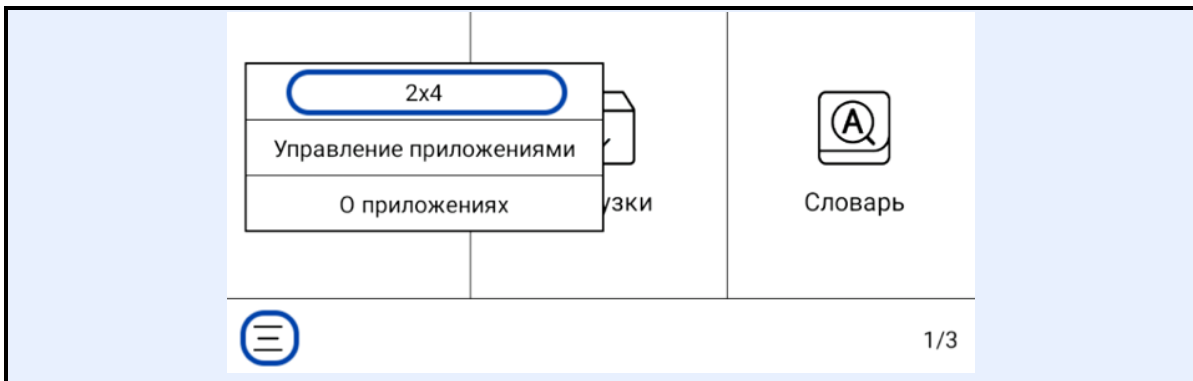 2x4
Управление приложениями
О приложениях
узки
Словарь
A
1/3